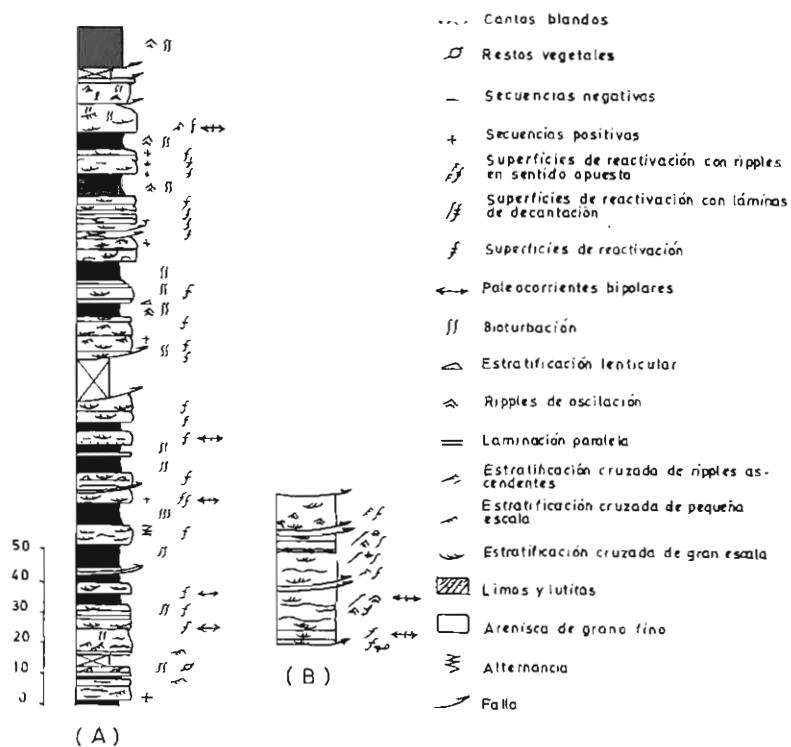 Cantos blandos
Restos vegetales
Secuencias negativas
Secuencias positivas
Superficies de reactivación con ripples
en sentido opuesto
Superficies de reactivación con láminas
de decantación
Superficies de reactivación
Paleocorrientes bipolares
Bioturbación
Estratificación lenticular
Ripples de oscilación
Laminación paralela
Estratificación cruzada de ripples as-
cendentes
Estratificación cruzada de pequeña
escala
Estratificación cruzada de gran escala
Limos y lutitas
Arenisca de grano fino
Alternancia
Falla
50
40
30
20
10
0
(A)
(B)